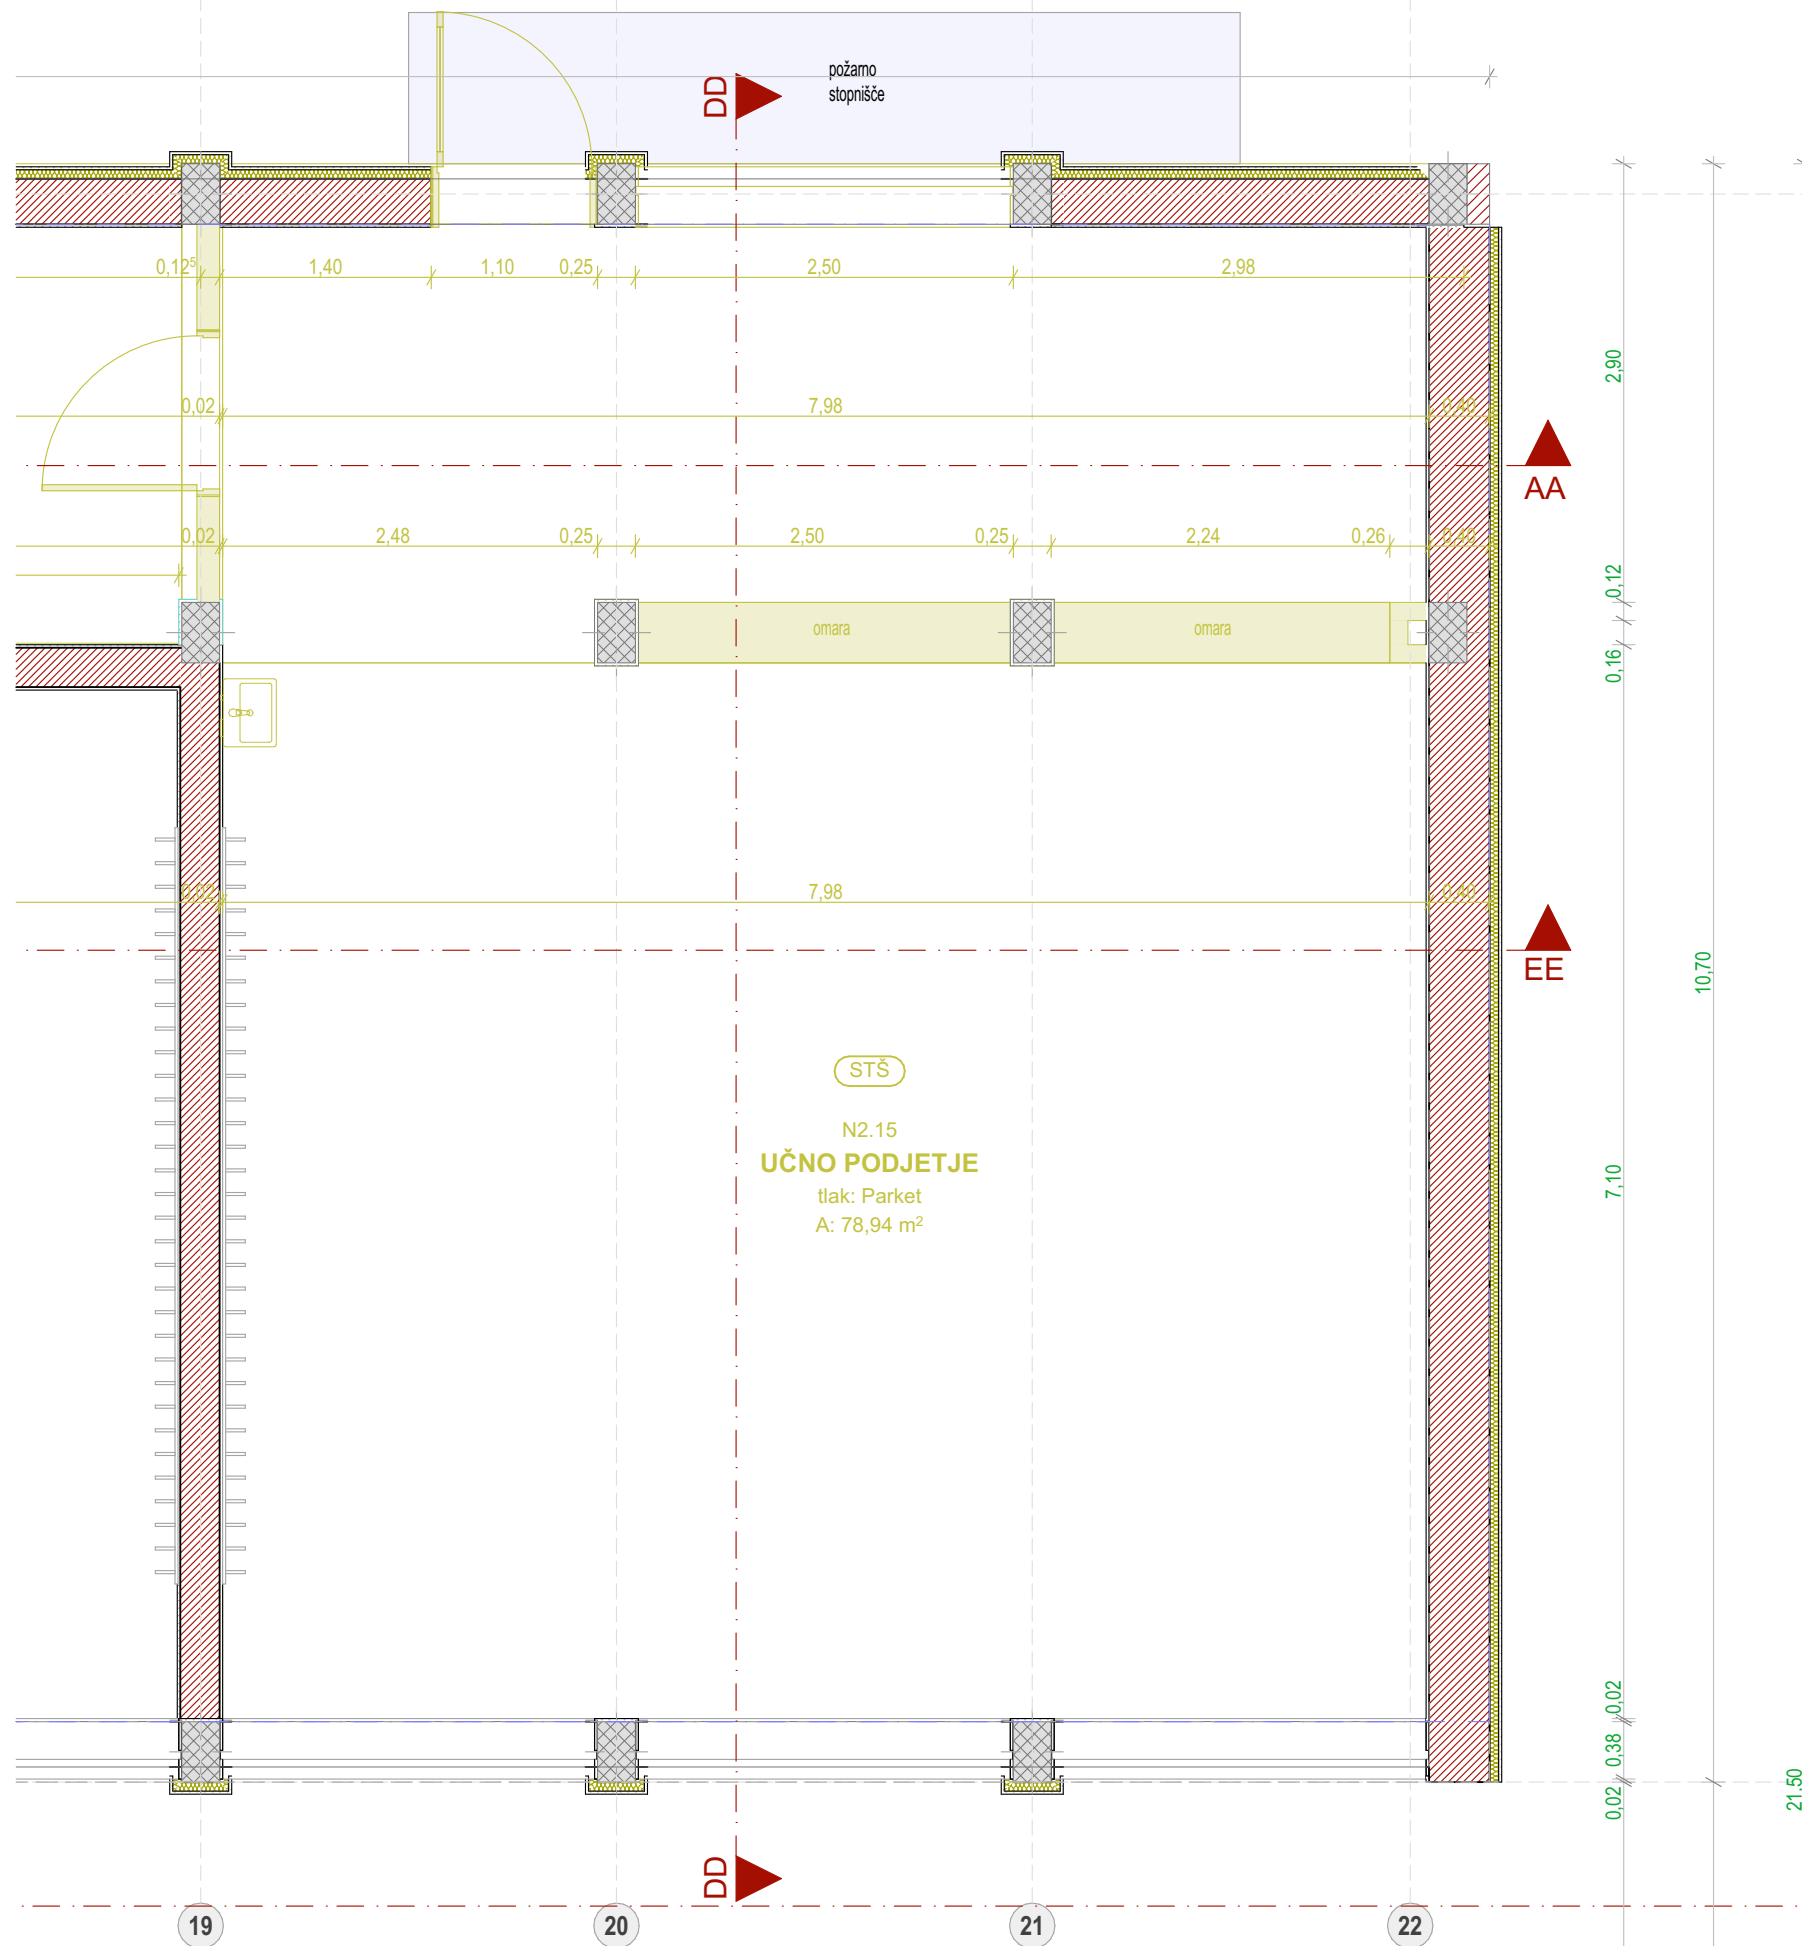 požarno
stopnišče
DD
0,12⁵ 1,40 1,10 0,25 2,50 2,98
2,90
0,02 7,98 0,40
AA
0,02 2,48 0,25 2,50 0,25 2,24 0,26 0,40
0,12
omara omara
0,16
0,02 7,98 0,40
EE
10,70
STŠ
N2.15
UČNO PODJETJE
tlak: Parket
A: 78,94 m²
7,10
0,02
0,38
0,02
21.50
DD
19 20 21 22